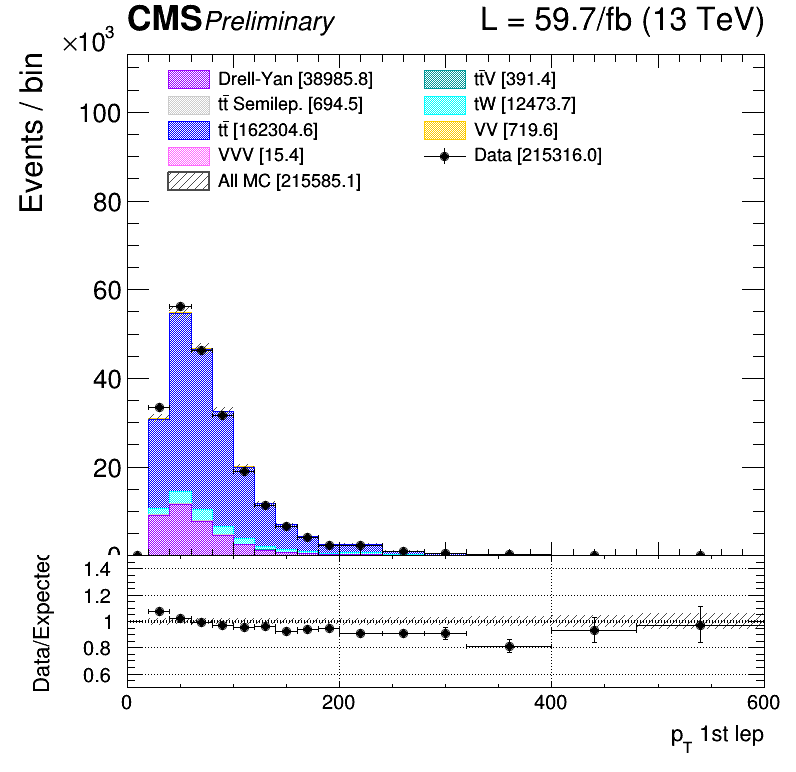 CMS Preliminary L = 59.7/fb (13 TeV)
×10³
Events / bin
Drell-Yan [38985.8]
tt̄ Semilep. [694.5]
tt̄ [162304.6]
VVV [15.4]
All MC [215585.1]
tt̄V [391.4]
tW [12473.7]
VV [719.6]
Data [215316.0]
100
80
60
40
20
0
Data/Expected
1.4
1.2
1
0.8
0.6
0 200 400 600
p_T 1st lep